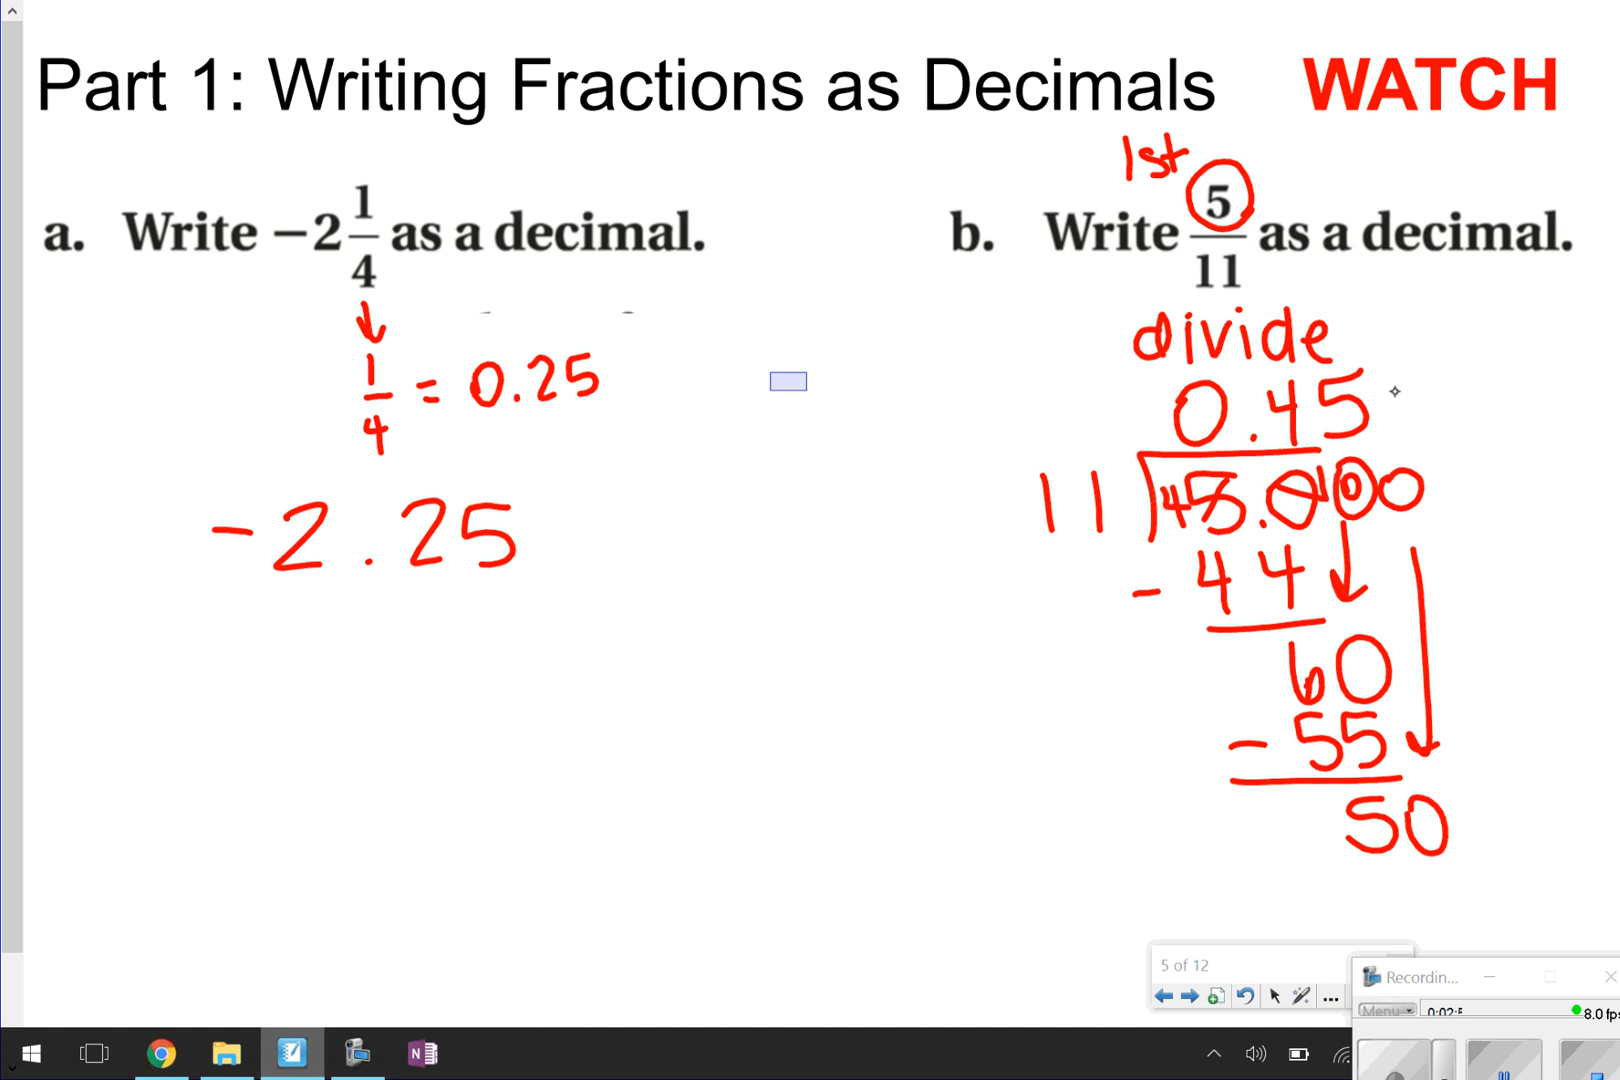 Part 1: Writing Fractions as Decimals WATCH
1st
a. Write −2 1/4 as a decimal.
b. Write 5/11 as a decimal.
1/4 = 0.25
-2.25
divide
0.45
11 45.0100
- 44
60
- 55
50
5 of 12
Recordin...
Menu
8.0 fps